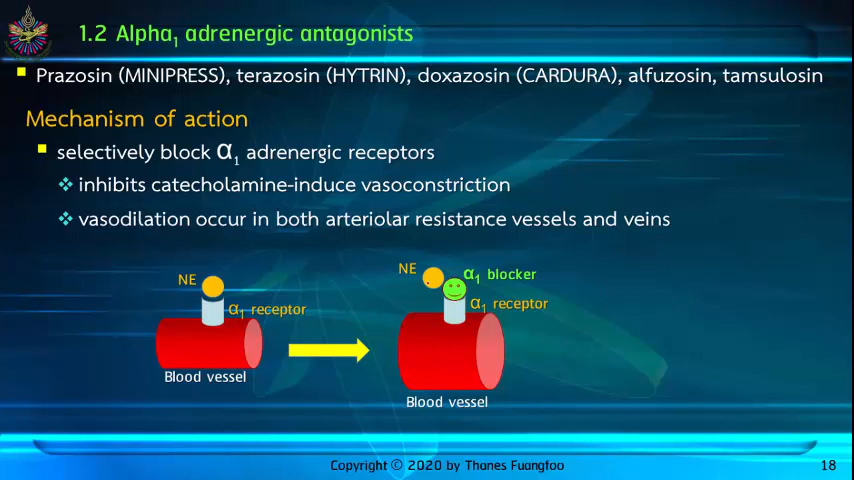 1.2 Alpha1 adrenergic antagonists
Prazosin (MINIPRESS), terazosin (HYTRIN), doxazosin (CARDURA), alfuzosin, tamsulosin
Mechanism of action
selectively block α1 adrenergic receptors
inhibits catecholamine-induce vasoconstriction
vasodilation occur in both arteriolar resistance vessels and veins
NE
α1 receptor
Blood vessel
NE
α1 blocker
α1 receptor
Blood vessel
Copyright © 2020 by Thanes Fuangfoo
18